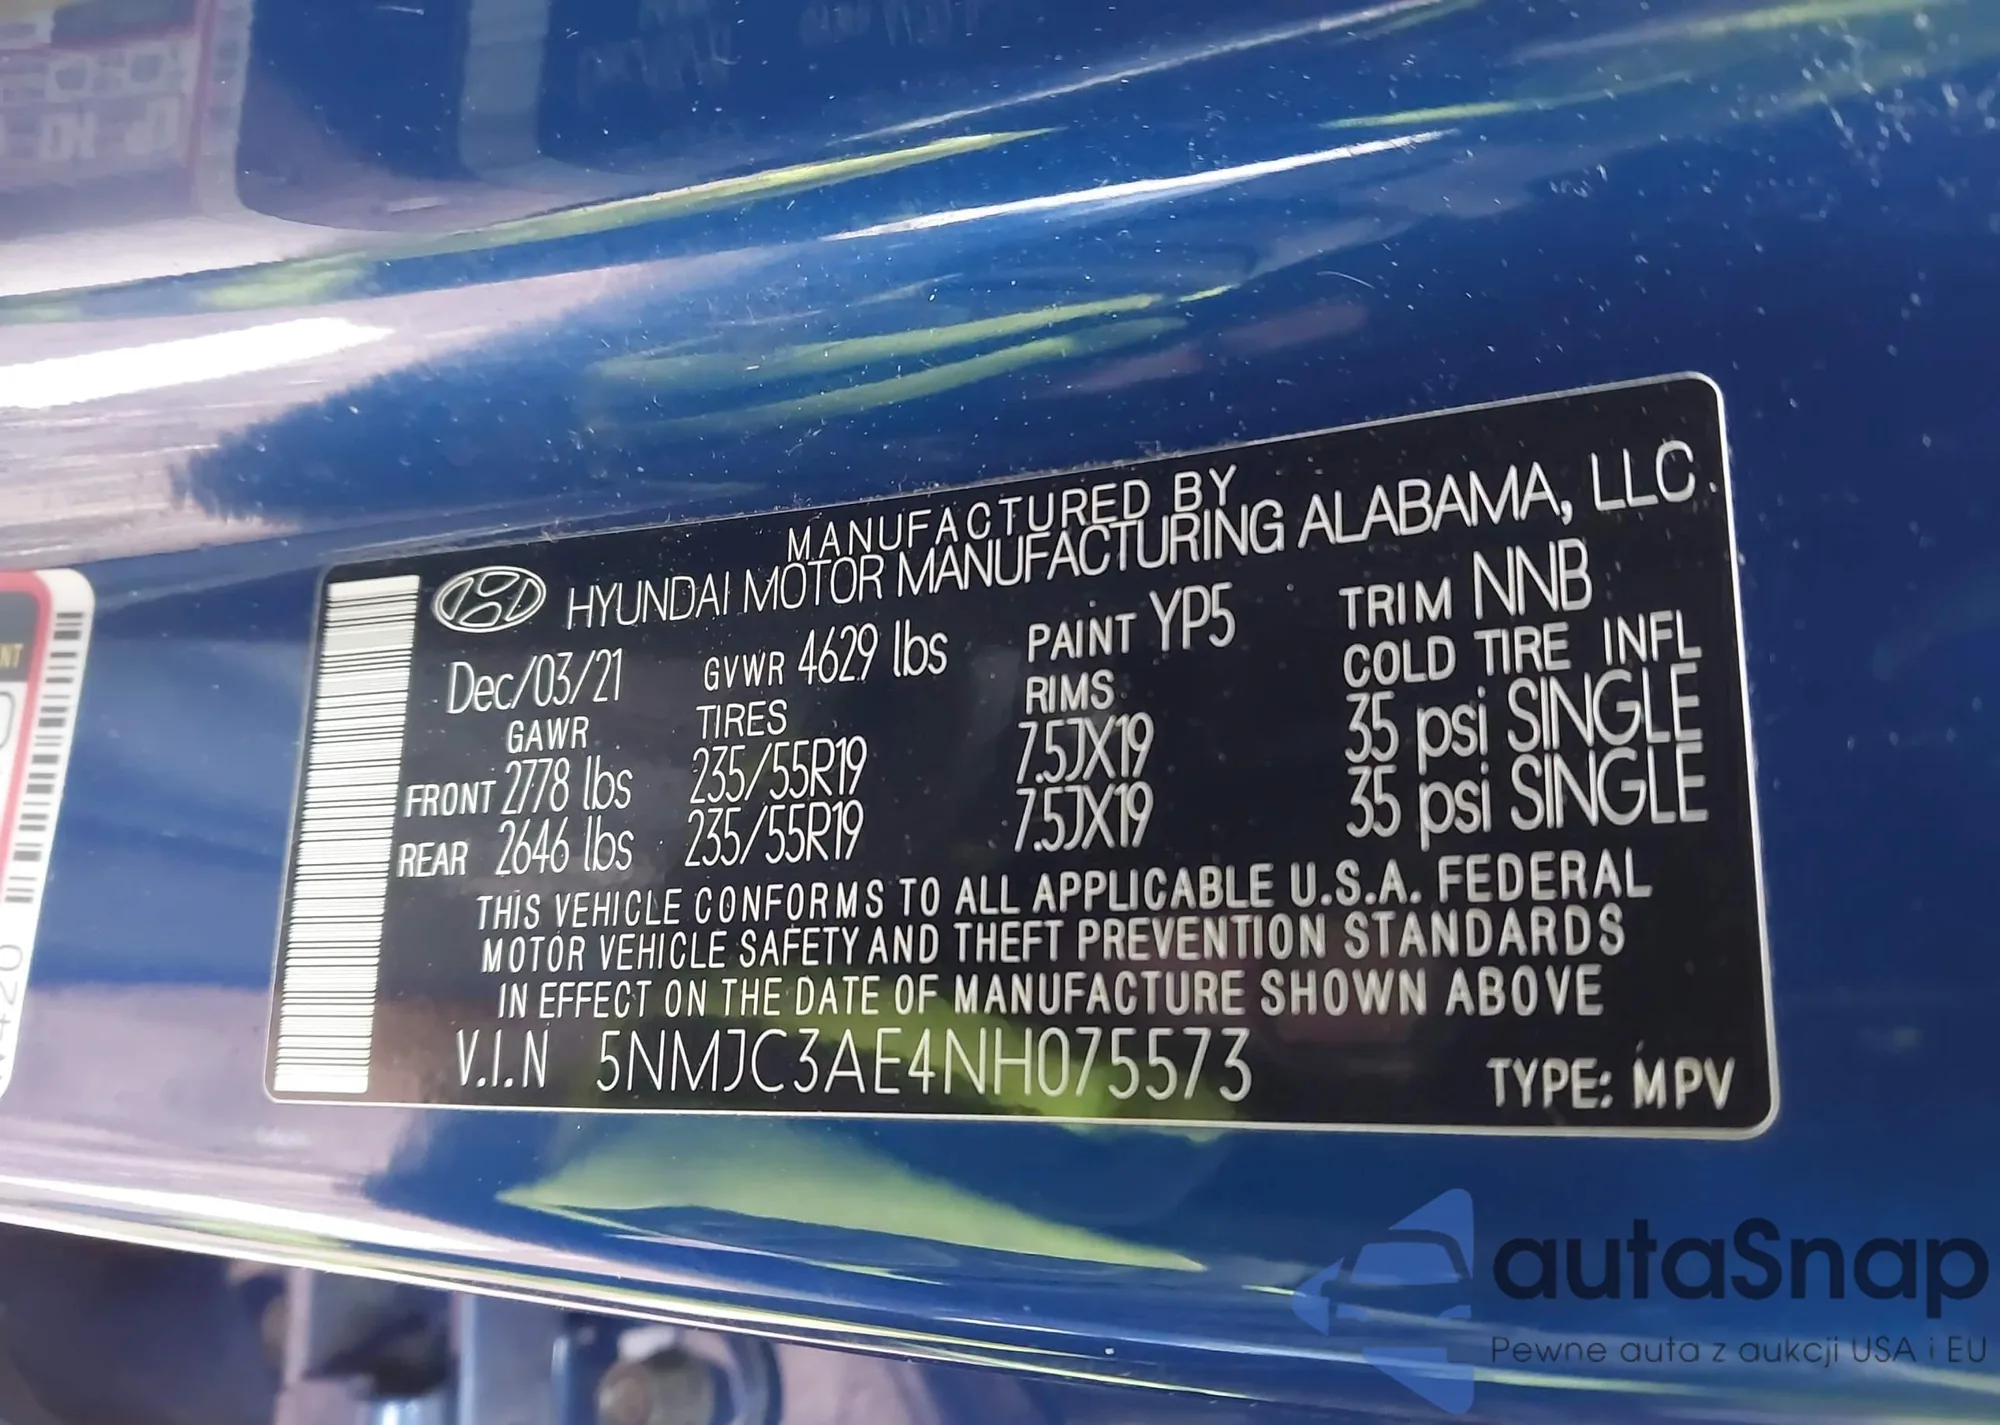 MANUFACTURED BY
HYUNDAI MOTOR MANUFACTURING ALABAMA, LLC.
Dec/03/21 GVWR 4629 lbs PAINT YP5 TRIM NNB
GAWR TIRES RIMS COLD TIRE INFL
FRONT 2778 lbs 235/55R19 7.5JX19 35 psi SINGLE
REAR 2646 lbs 235/55R19 7.5JX19 35 psi SINGLE
THIS VEHICLE CONFORMS TO ALL APPLICABLE U.S.A. FEDERAL
MOTOR VEHICLE SAFETY AND THEFT PREVENTION STANDARDS
IN EFFECT ON THE DATE OF MANUFACTURE SHOWN ABOVE
V.I.N 5NMJC3AE4NH075573 TYPE: MPV
autaSnap
Pewne auta z aukcji USA i EU